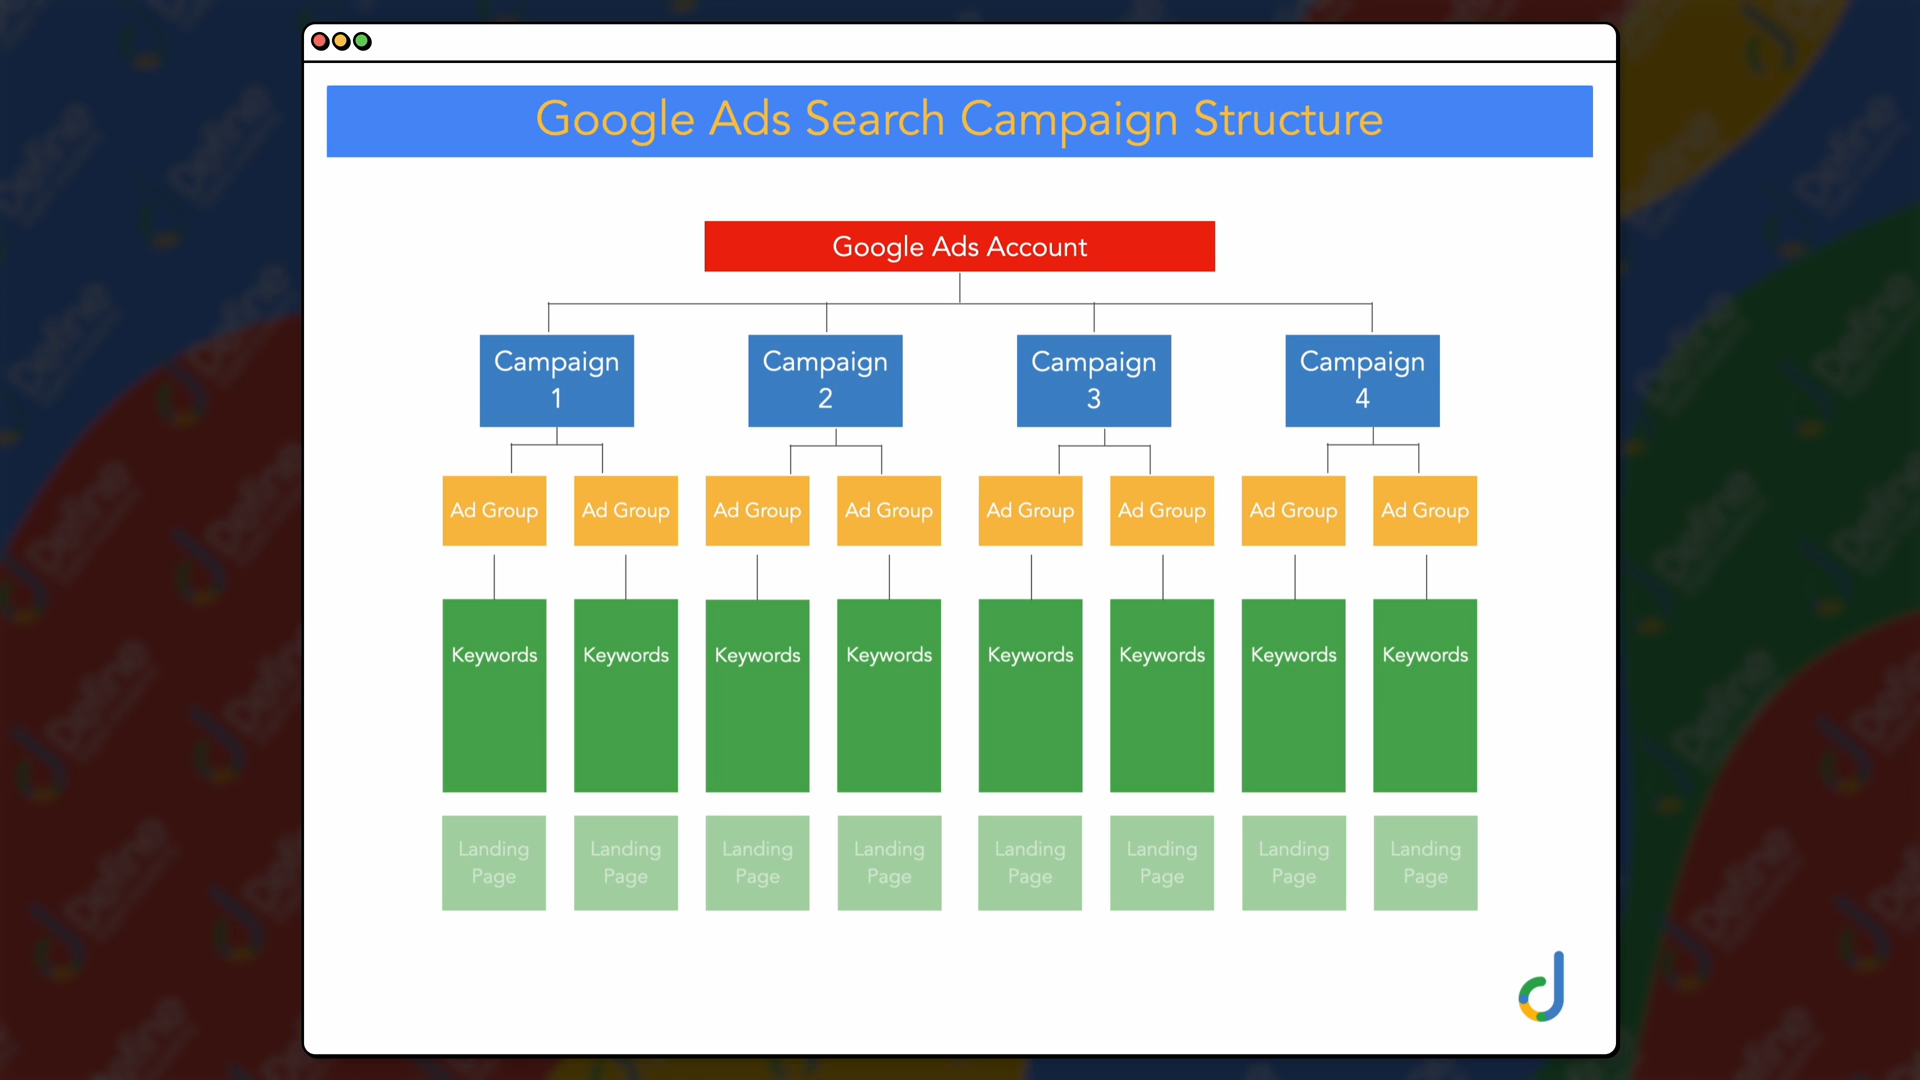 Google Ads Search Campaign Structure
Google Ads Account
Campaign
1
Campaign
2
Campaign
3
Campaign
4
Ad Group
Ad Group
Ad Group
Ad Group
Ad Group
Ad Group
Ad Group
Ad Group
Keywords
Keywords
Keywords
Keywords
Keywords
Keywords
Keywords
Keywords
Landing
Page
Landing
Page
Landing
Page
Landing
Page
Landing
Page
Landing
Page
Landing
Page
Landing
Page